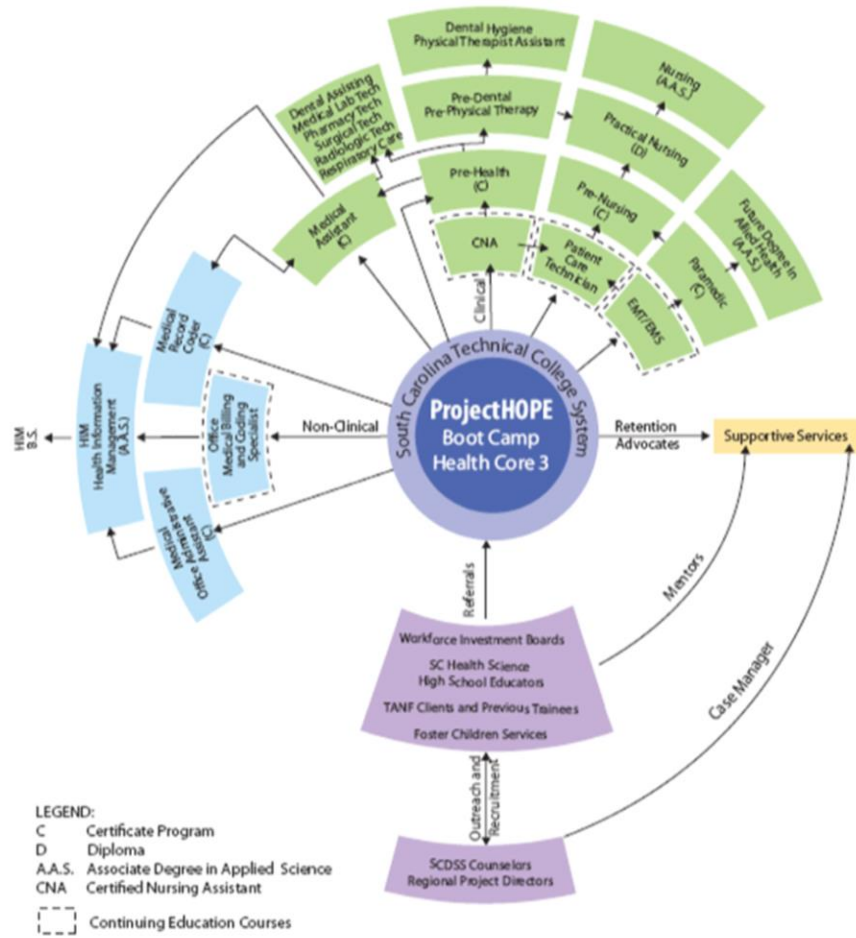 Dental Hygiene
Physical Therapist Assistant
Nursing
(A.A.S.)
Dental Assisting
Medical Lab Tech
Pharmacy Tech
Surgical Tech
Radiologic Tech
Respiratory Care
Pre-Dental
Pre-Physical Therapy
Practical Nursing
(D)
Pre-Health
(C)
Pre-Nursing
(C)
Future Degree in
Allied Health
(A.A.S.)
Medical
Assistant
(C)
CNA
Patient
Care
Technician
Paramedic
(C)
EMT/EMS
Clinical
Medical
Record
Coder
(C)
South Carolina Technical College System
ProjectHOPE
Boot Camp
Health Core 3
HIM
B.S.
HIM
Health Information
Management
(A.A.S.)
Office
Medical Billing
and Coding
Specialist
Non-Clinical
Retention
Advocates
Supportive Services
Medical
Office Administrative
Assistant
(C)
Referrals
Mentors
Case Manager
Workforce Investment Boards
SC Health Science
High School Educators
TANF Clients and Previous Trainees
Foster Children Services
Outreach and
Recruitment
SCDSS Counselors
Regional Project Directors
LEGEND:
C Certificate Program
D Diploma
A.A.S. Associate Degree in Applied Science
CNA Certified Nursing Assistant
Continuing Education Courses